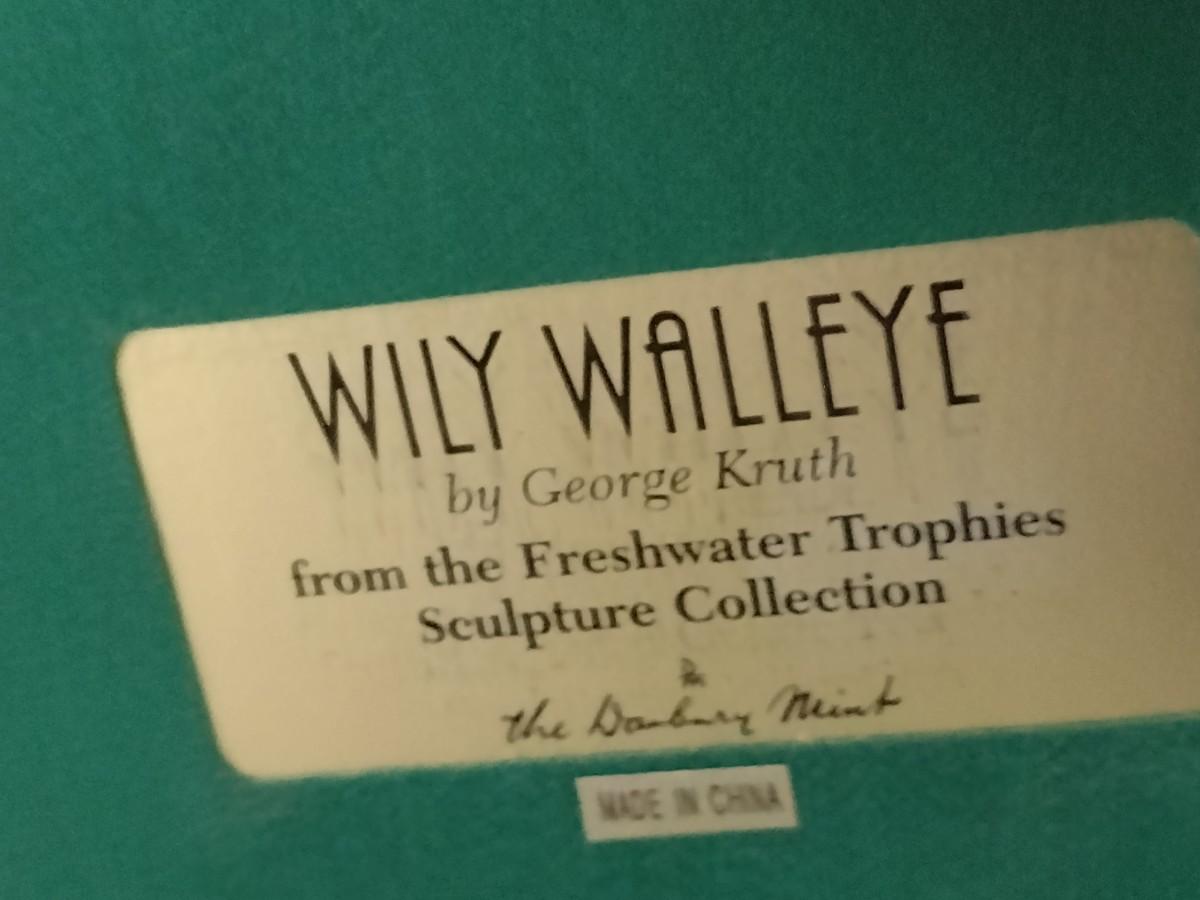 WILY WALLEYE
by George Kruth
from the Freshwater Trophies
Sculpture Collection
the Danbury Mint
MADE IN CHINA